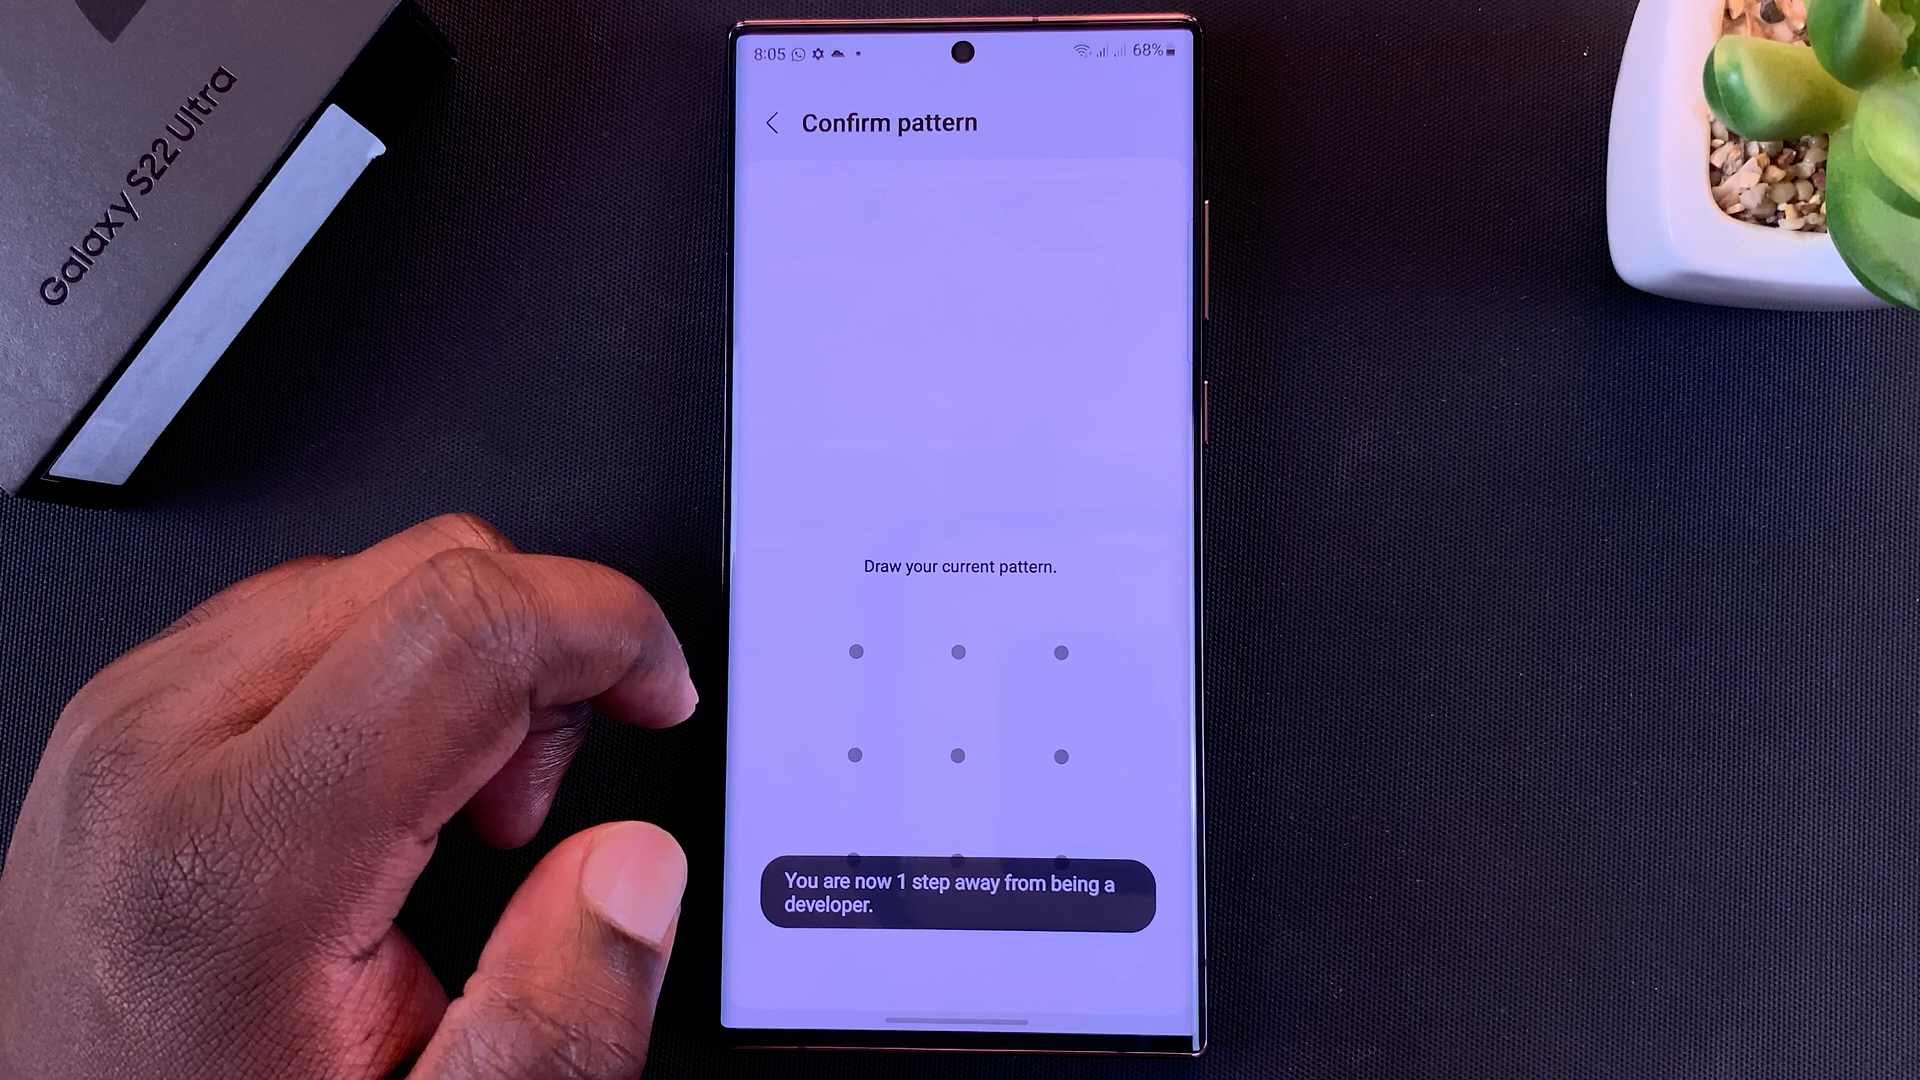 Galaxy S22 Ultra
8:05
68%
Confirm pattern
Draw your current pattern.
You are now 1 step away from being a
developer.